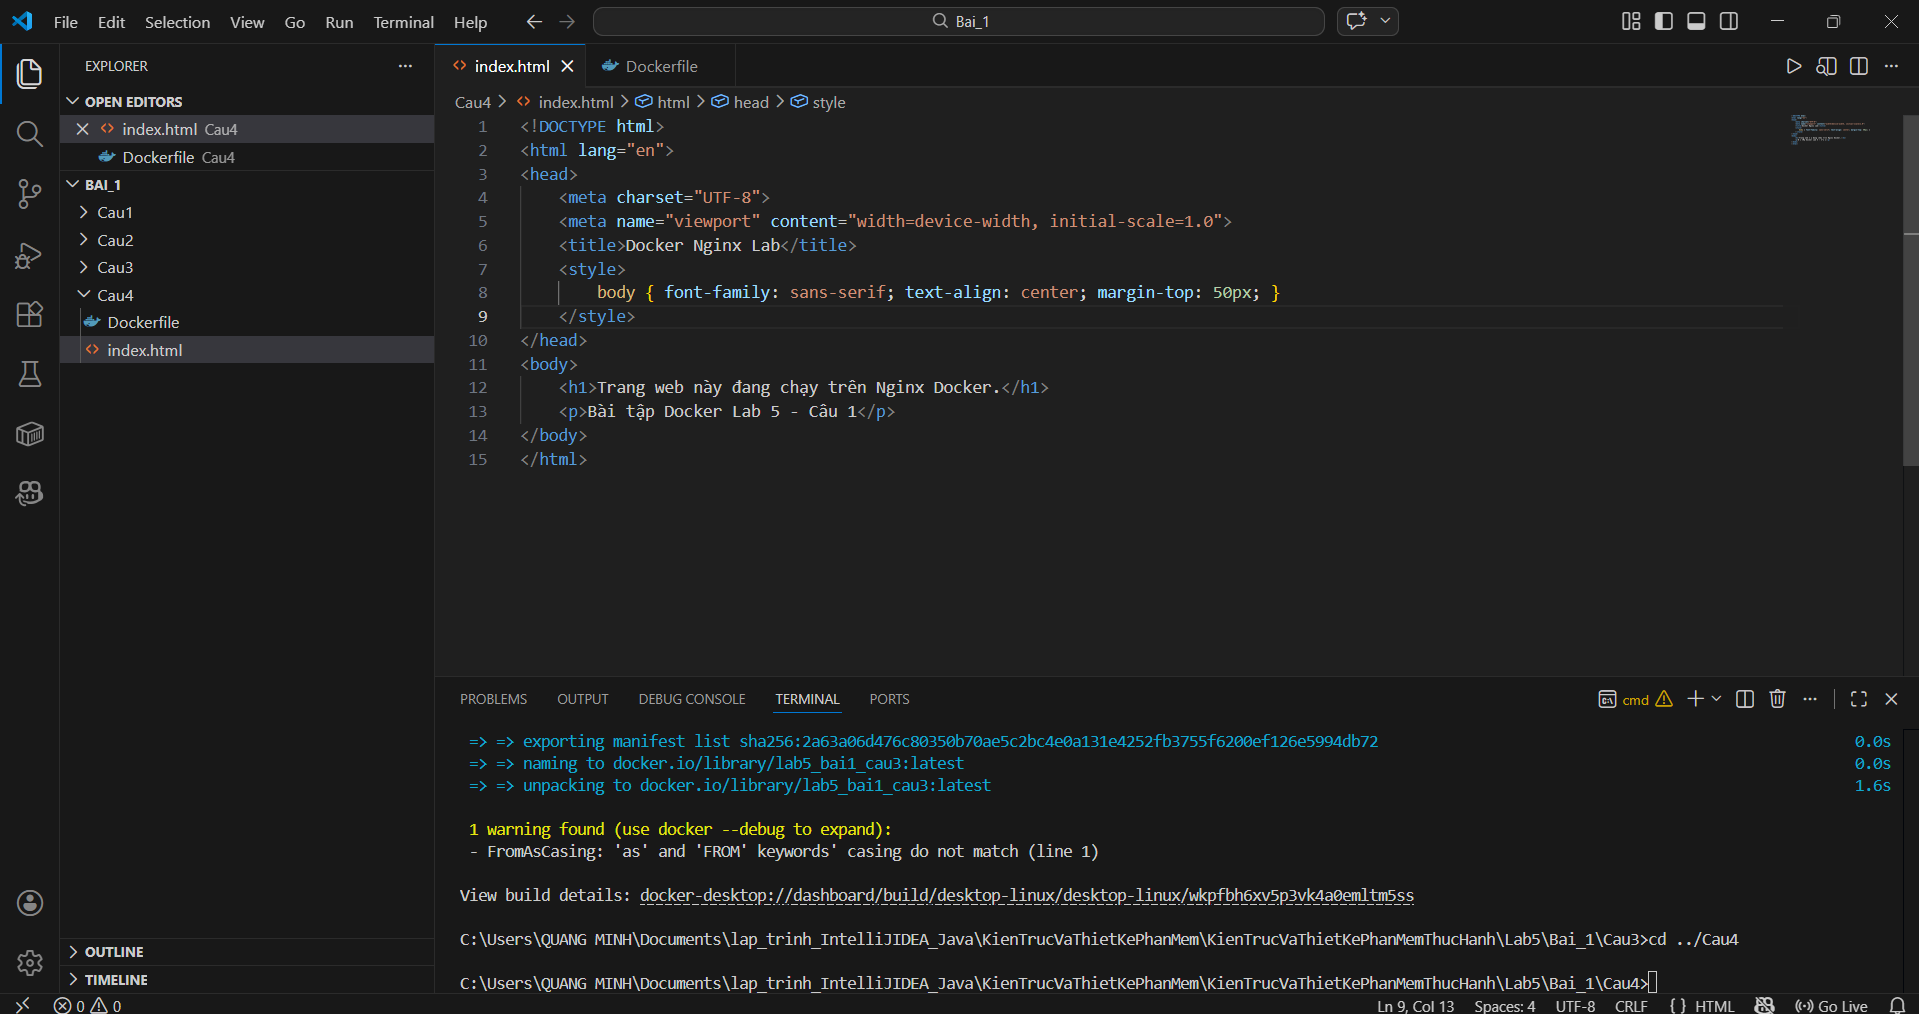 File Edit Selection View Go Run Terminal Help
Bai_1
EXPLORER
OPEN EDITORS
index.html Cau4
Dockerfile Cau4
BAI_1
Cau1
Cau2
Cau3
Cau4
Dockerfile
index.html
OUTLINE
TIMELINE
index.html
Dockerfile
Cau4 > index.html > html > head > style
1 <!DOCTYPE html>
2 <html lang="en">
3 <head>
4 <meta charset="UTF-8">
5 <meta name="viewport" content="width=device-width, initial-scale=1.0">
6 <title>Docker Nginx Lab</title>
7 <style>
8 body { font-family: sans-serif; text-align: center; margin-top: 50px; }
9 </style>
10 </head>
11 <body>
12 <h1>Trang web này đang chạy trên Nginx Docker.</h1>
13 <p>Bài tập Docker Lab 5 - Câu 1</p>
14 </body>
15 </html>
PROBLEMS OUTPUT DEBUG CONSOLE TERMINAL PORTS
cmd
=> => exporting manifest list sha256:2a63a06d476c80350b70ae5c2bc4e0a131e4252fb3755f6200ef126e5994db72 0.0s
=> => naming to docker.io/library/lab5_bai1_cau3:latest 0.0s
=> => unpacking to docker.io/library/lab5_bai1_cau3:latest 1.6s
1 warning found (use docker --debug to expand):
- FromAsCasing: 'as' and 'FROM' keywords' casing do not match (line 1)
View build details: docker-desktop://dashboard/build/desktop-linux/desktop-linux/wkpfbh6xv5p3vk4a0emltm5ss
C:\Users\QUANG MINH\Documents\lap_trinh_IntelliJIDEA_Java\KienTrucVaThietKePhanMem\KienTrucVaThietKePhanMemThucHanh\Lab5\Bai_1\Cau3>cd ../Cau4
C:\Users\QUANG MINH\Documents\lap_trinh_IntelliJIDEA_Java\KienTrucVaThietKePhanMem\KienTrucVaThietKePhanMemThucHanh\Lab5\Bai_1\Cau4>
0 0
Ln 9, Col 13 Spaces: 4 UTF-8 CRLF { } HTML Go Live